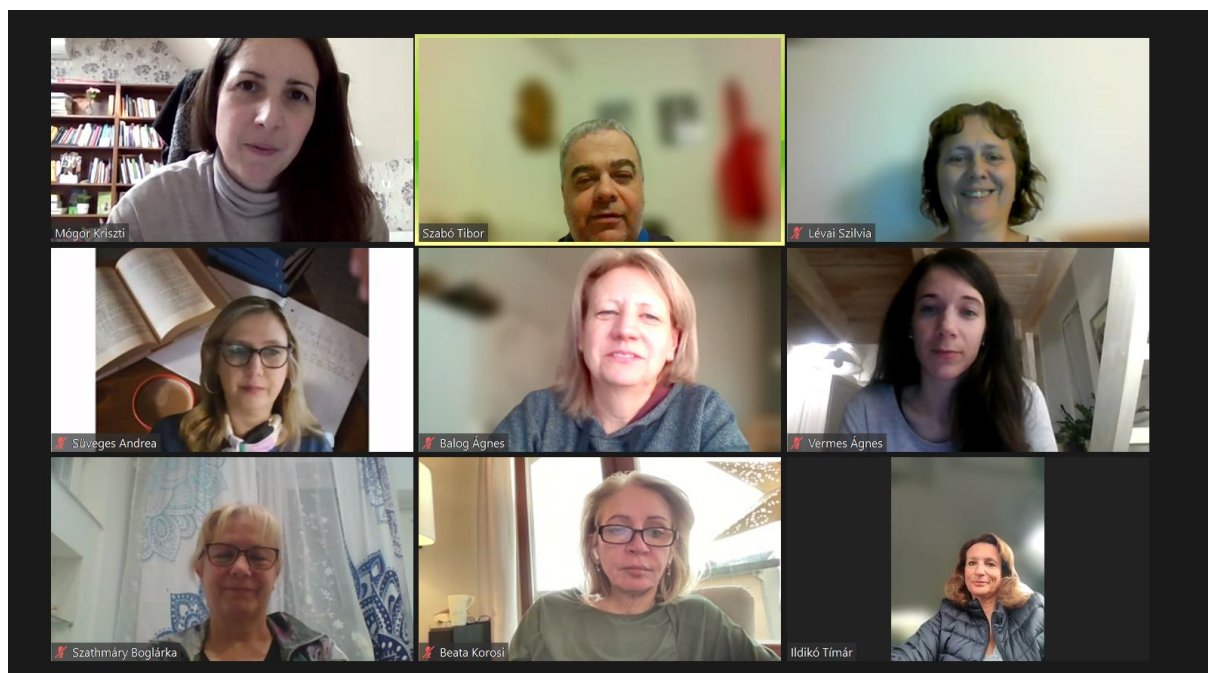 Mógor Kriszti
Szabó Tibor
Lévai Szilvia
Süveges Andrea
Balog Ágnes
Vermes Ágnes
Szathmáry Boglárka
Beata Korosi
Ildikó Tímár